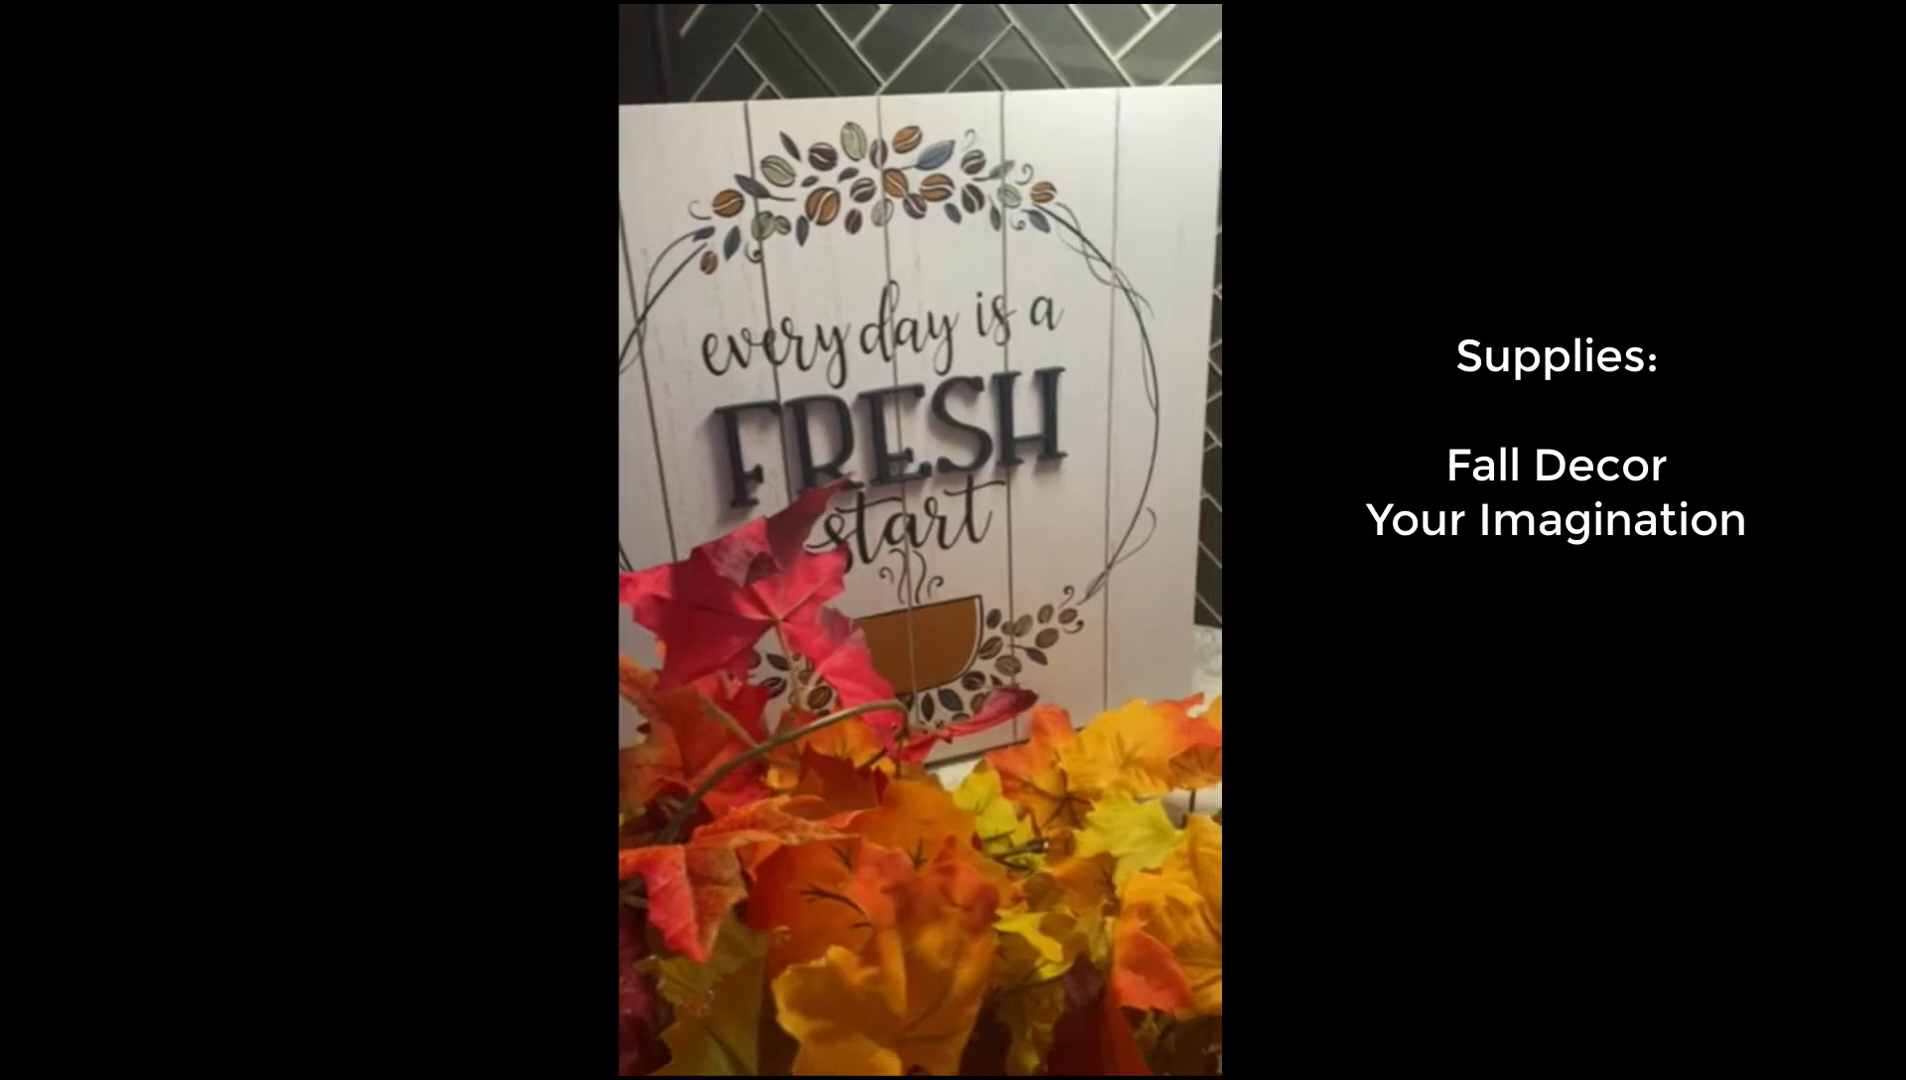 every day is a
FRESH
start
Supplies:
Fall Decor
Your Imagination